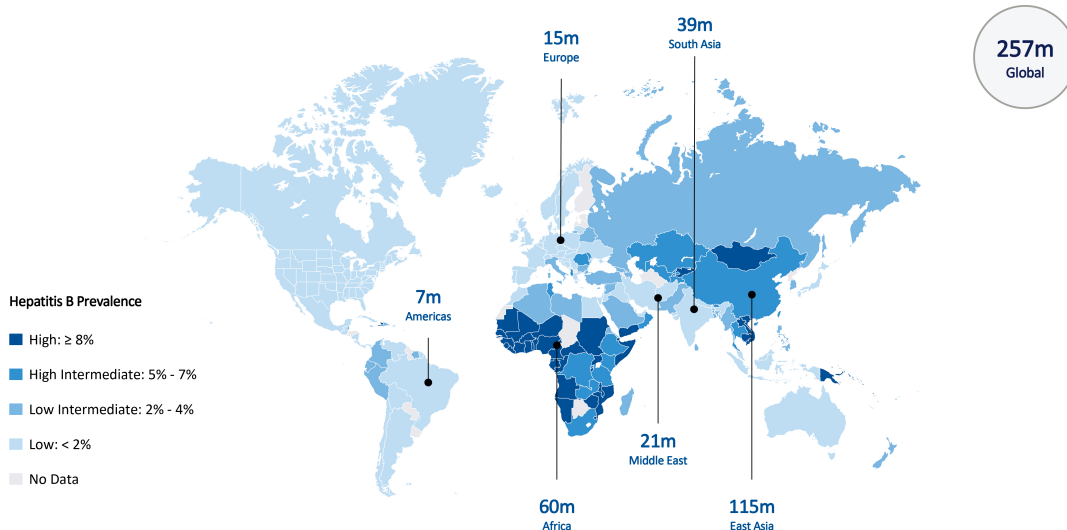 39m
South Asia
15m
Europe
257m
Global
Hepatitis B Prevalence
High: ≥ 8%
High Intermediate: 5% - 7%
Low Intermediate: 2% - 4%
Low: < 2%
No Data
7m
Americas
21m
Middle East
60m
Africa
115m
East Asia